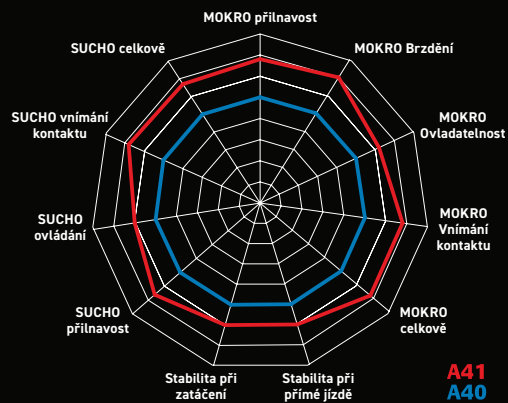 MOKRO přilnavost
SUCHO celkově
MOKRO Brzdění
SUCHO vnímání
kontaktu
MOKRO
Ovladatelnost
SUCHO
ovládání
MOKRO
Vnímání
kontaktu
SUCHO
přilnavost
MOKRO
celkově
Stabilita při
zatáčení
Stabilita při
přímé jízdě
A41
A40